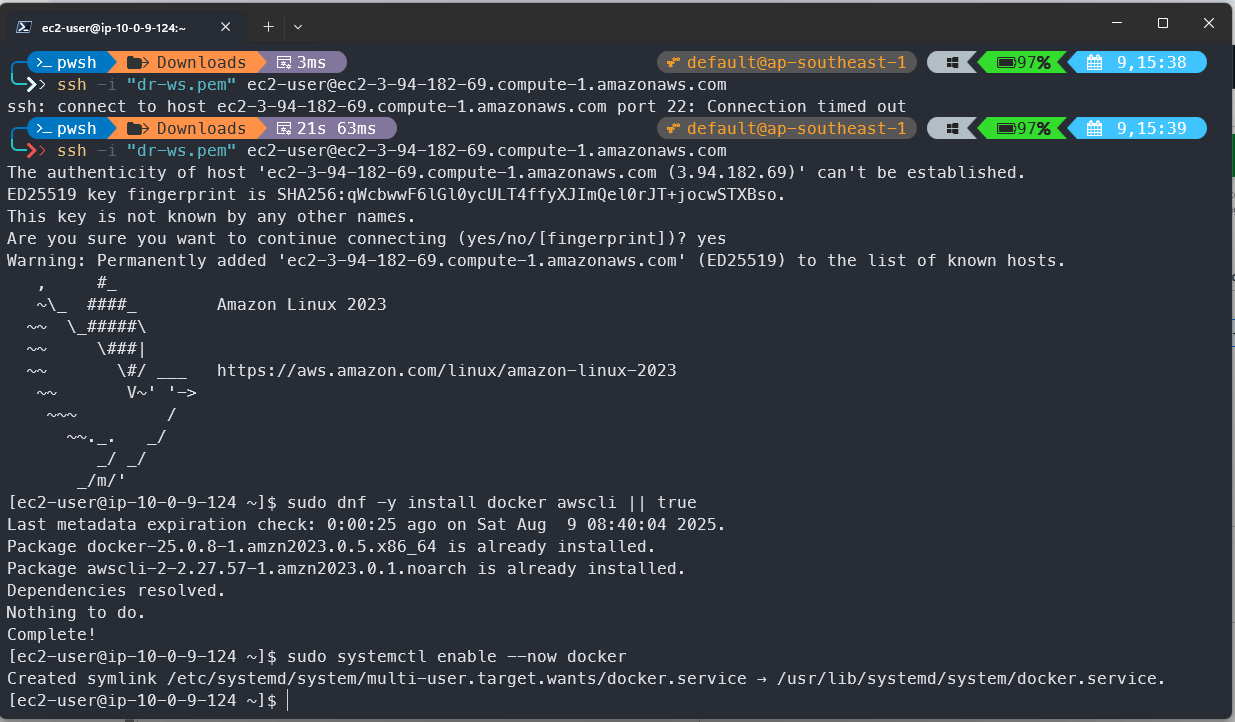 ec2-user@ip-10-0-9-124:~
pwsh Downloads 3ms default@ap-southeast-1 97% 9,15:38
ssh -i "dr-ws.pem" ec2-user@ec2-3-94-182-69.compute-1.amazonaws.com
ssh: connect to host ec2-3-94-182-69.compute-1.amazonaws.com port 22: Connection timed out
pwsh Downloads 21s 63ms default@ap-southeast-1 97% 9,15:39
ssh -i "dr-ws.pem" ec2-user@ec2-3-94-182-69.compute-1.amazonaws.com
The authenticity of host 'ec2-3-94-182-69.compute-1.amazonaws.com (3.94.182.69)' can't be established.
ED25519 key fingerprint is SHA256:qWcbwwF6lGl0ycULT4ffyXJImQel0rJT+jocwSTXBso.
This key is not known by any other names.
Are you sure you want to continue connecting (yes/no/[fingerprint])? yes
Warning: Permanently added 'ec2-3-94-182-69.compute-1.amazonaws.com' (ED25519) to the list of known hosts.
   ,     #_
   ~\_  ####_        Amazon Linux 2023
  ~~  \_#####\
  ~~     \###|
  ~~       \#/ ___   https://aws.amazon.com/linux/amazon-linux-2023
   ~~       V~' '->
    ~~~         /
      ~~._.   _/
         _/ _/
       _/m/'
[ec2-user@ip-10-0-9-124 ~]$ sudo dnf -y install docker awscli || true
Last metadata expiration check: 0:00:25 ago on Sat Aug  9 08:40:04 2025.
Package docker-25.0.8-1.amzn2023.0.5.x86_64 is already installed.
Package awscli-2-2.27.57-1.amzn2023.0.1.noarch is already installed.
Dependencies resolved.
Nothing to do.
Complete!
[ec2-user@ip-10-0-9-124 ~]$ sudo systemctl enable --now docker
Created symlink /etc/systemd/system/multi-user.target.wants/docker.service → /usr/lib/systemd/system/docker.service.
[ec2-user@ip-10-0-9-124 ~]$